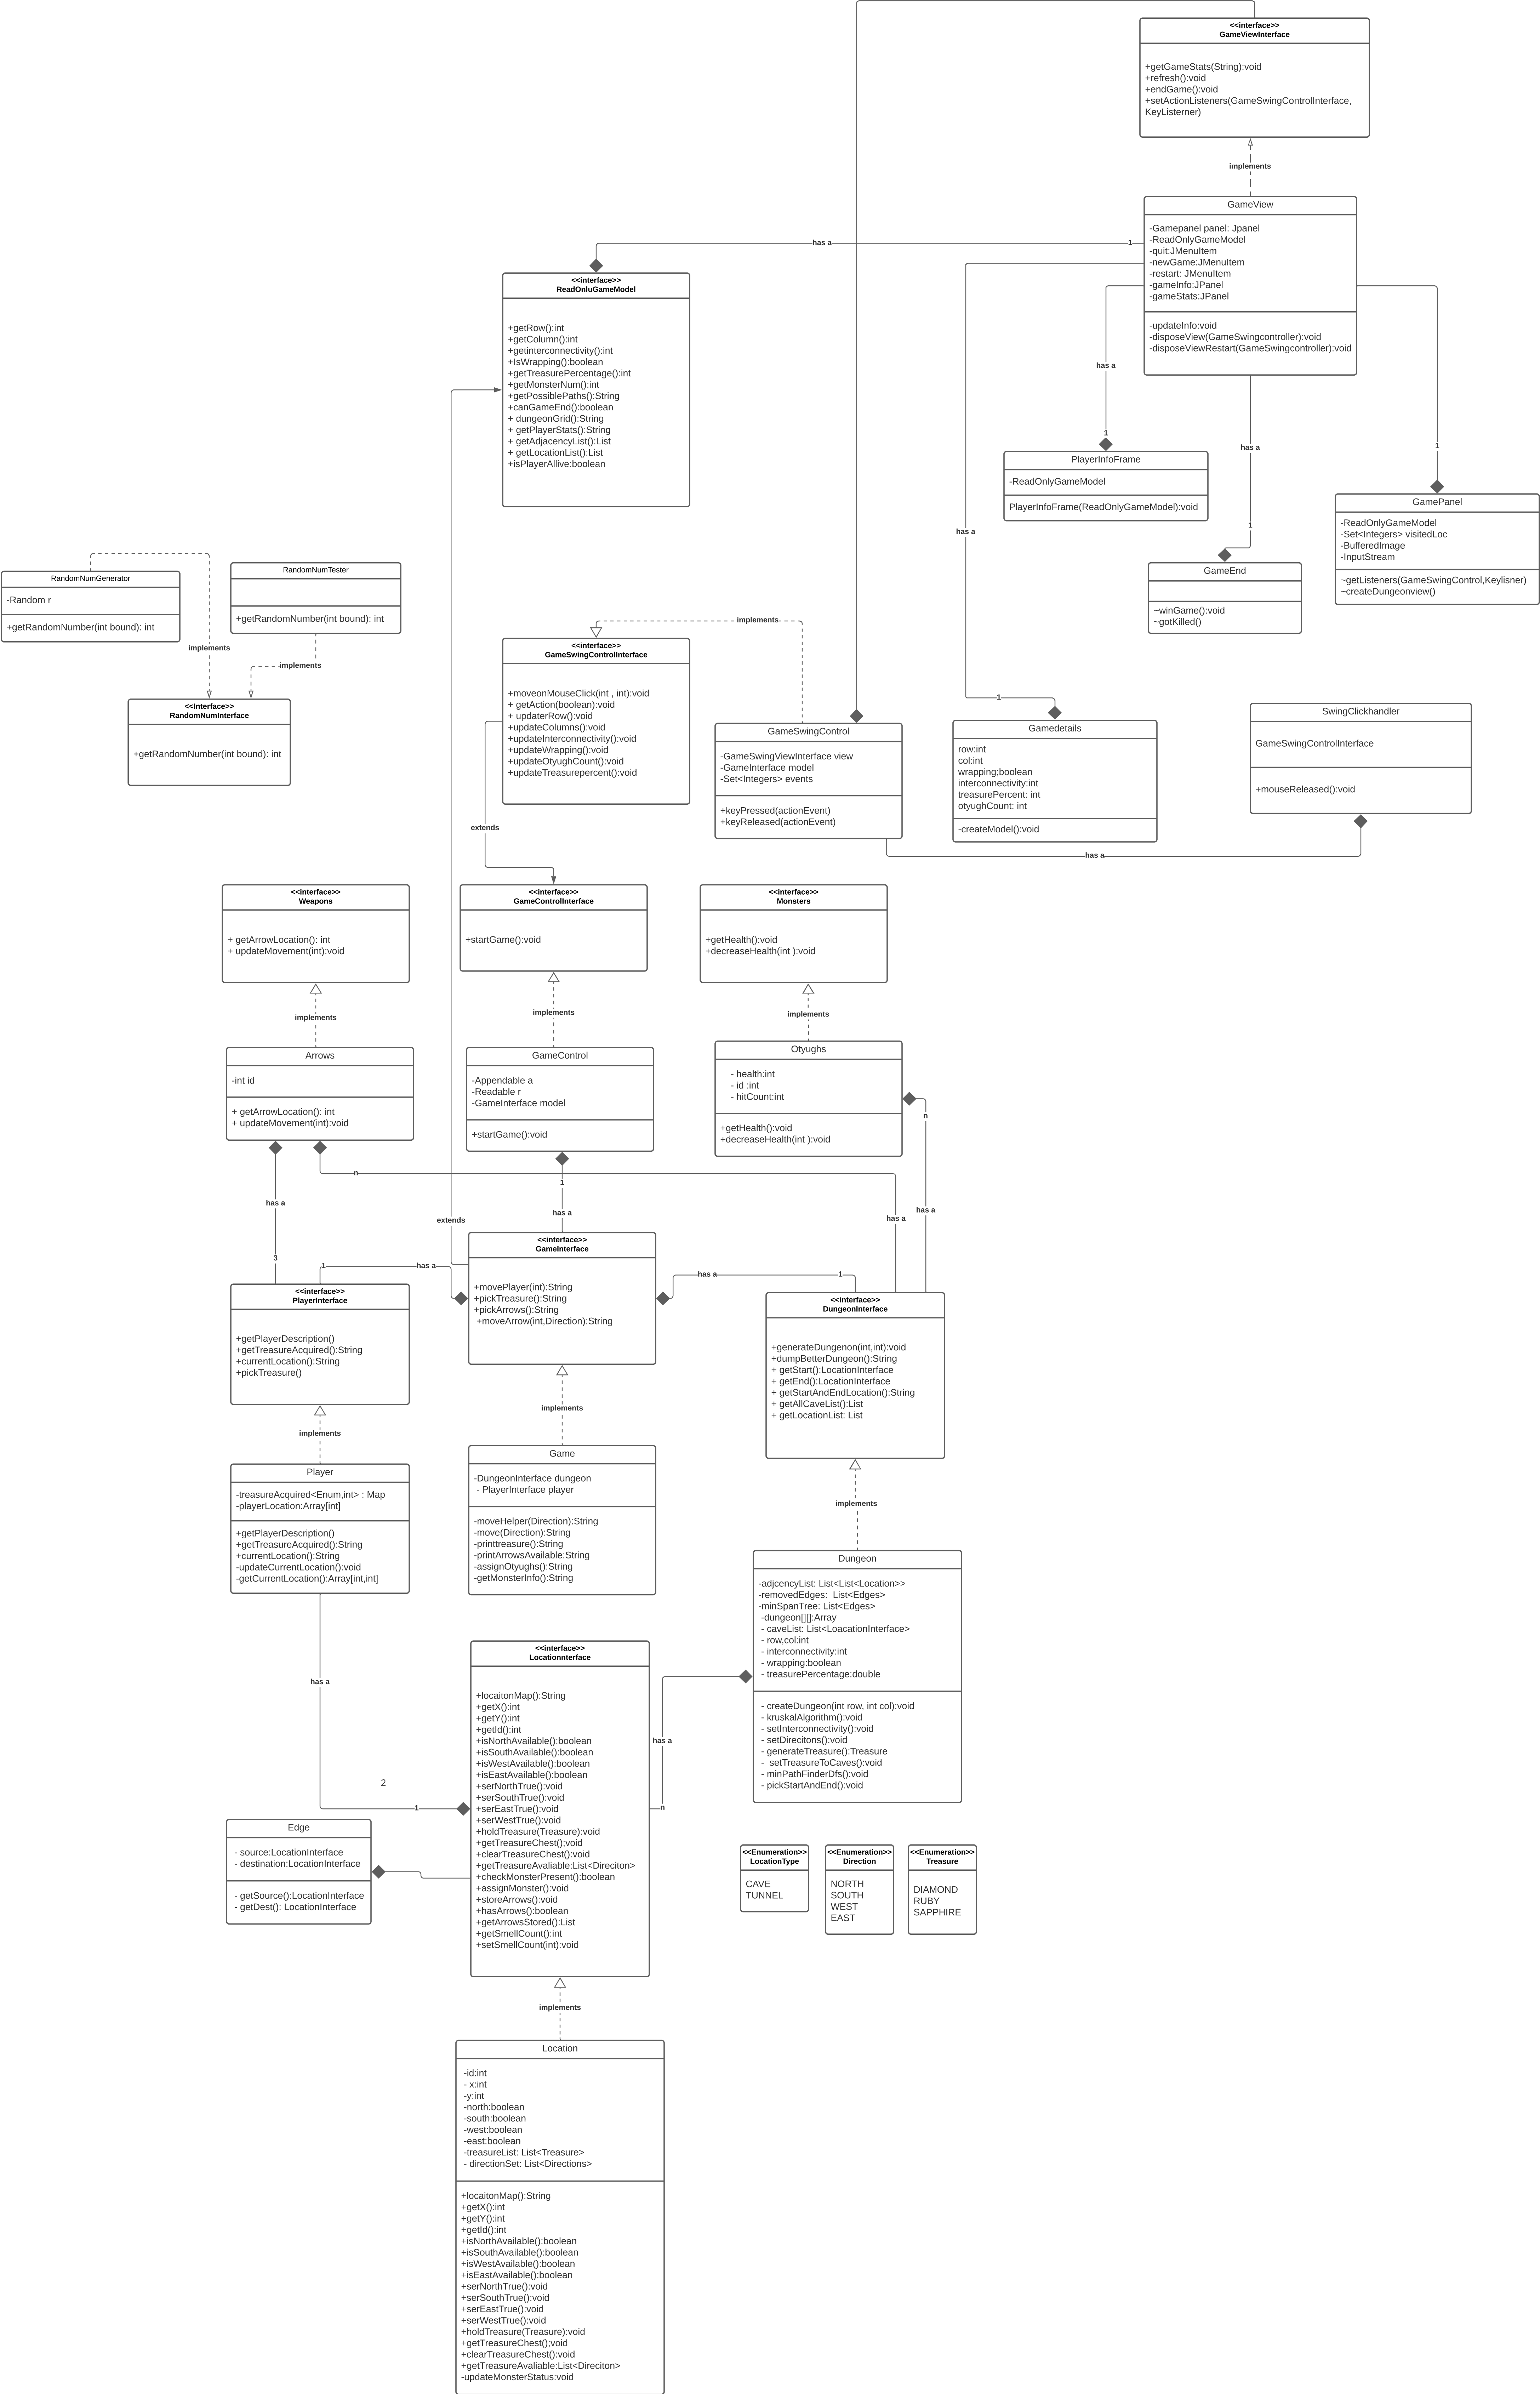 <<interface>>
GameViewInterface
+getGameStats(String):void
+refresh():void
+endGame():void
+setActionListeners(GameSwingControlInterface,
KeyListerner)
implements
GameView
-Gamepanel panel: Jpanel
-ReadOnlyGameModel
-quit:JMenuItem
-newGame:JMenuItem
-restart: JMenuItem
-gameInfo:JPanel
-gameStats:JPanel
-updateInfo:void
-disposeView(GameSwingcontroller):void
-disposeViewRestart(GameSwingcontroller):void
has a
1
<<interface>>
ReadOnluGameModel
+getRow():int
+getColumn():int
+getinterconnectivity():int
+IsWrapping():boolean
+getTreasurePercentage():int
+getMonsterNum():int
+getPossiblePaths():String
+canGameEnd():boolean
+ dungeonGrid():String
+ getPlayerStats():String
+ getAdjacencyList():List
+ getLocationList():List
+isPlayerAllive:boolean
has a
1
PlayerInfoFrame
-ReadOnlyGameModel
PlayerInfoFrame(ReadOnlyGameModel):void
has a
1
1
GamePanel
-ReadOnlyGameModel
-Set<Integers> visitedLoc
-BufferedImage
-InputStream
~getListeners(GameSwingControl,Keylisner)
~createDungeonview()
has a
1
GameEnd
~winGame():void
~gotKilled()
RandomNumGenerator
-Random r
+getRandomNumber(int bound): int
RandomNumTester
+getRandomNumber(int bound): int
implements
implements
<<Interface>>
RandomNumInterface
+getRandomNumber(int bound): int
implements
<<interface>>
GameSwingControlInterface
+moveonMouseClick(int , int):void
+ getAction(boolean):void
+ updaterRow():void
+updateColumns():void
+updateInterconnectivity():void
+updateWrapping():void
+updateOtyughCount():void
+updateTreasurepercent():void
GameSwingControl
-GameSwingViewInterface view
-GameInterface model
-Set<Integers> events
+keyPressed(actionEvent)
+keyReleased(actionEvent)
Gamedetails
row:int
col:int
wrapping;boolean
interconnectivity:int
treasurePercent: int
otyughCount: int
-createModel():void
SwingClickhandler
GameSwingControlInterface
+mouseReleased():void
has a
extends
<<interface>>
Weapons
+ getArrowLocation(): int
+ updateMovement(int):void
<<interface>>
GameControlInterface
+startGame():void
<<interface>>
Monsters
+getHealth():void
+decreaseHealth(int ):void
implements
implements
implements
Arrows
-int id
+ getArrowLocation(): int
+ updateMovement(int):void
GameControl
-Appendable a
-Readable r
-GameInterface model
+startGame():void
Otyughs
- health:int
- id :int
- hitCount:int
+getHealth():void
+decreaseHealth(int ):void
n
n
1
has a
has a
has a
has a
extends
3
1
has a
has a
1
<<interface>>
PlayerInterface
+getPlayerDescription()
+getTreasureAcquired():String
+currentLocation():String
+pickTreasure()
<<interface>>
GameInterface
+movePlayer(int):String
+pickTreasure():String
+pickArrows():String
+moveArrow(int,Direction):String
<<interface>>
DungeonInterface
+generateDungenon(int,int):void
+dumpBetterDungeon():String
+ getStart():LocationInterface
+ getEnd():LocationInterface
+ getStartAndEndLocation():String
+ getAllCaveList():List
+ getLocationList: List
implements
implements
implements
Player
-treasureAcquired<Enum,int> : Map
-playerLocation:Array[int]
+getPlayerDescription()
+getTreasureAcquired():String
+currentLocation():String
-updateCurrentLocation():void
-getCurrentLocation():Array[int,int]
Game
-DungeonInterface dungeon
- PlayerInterface player
-moveHelper(Direction):String
-move(Direction):String
-printtreasure():String
-printArrowsAvailable:String
-assignOtyughs():String
-getMonsterInfo():String
Dungeon
-adjcencyList: List<List<Location>>
-removedEdges:  List<Edges>
-minSpanTree: List<Edges>
-dungeon[][]:Array
- caveList: List<LoacationInterface>
- row,col:int
- interconnectivity:int
- wrapping:boolean
- treasurePercentage:double
- createDungeon(int row, int col):void
- kruskalAlgorithm():void
- setInterconnectivity():void
- setDirecitons():void
- generateTreasure():Treasure
-  setTreasureToCaves():void
- minPathFinderDfs():void
- pickStartAndEnd():void
has a
2
1
has a
n
<<interface>>
Locationnterface
+locaitonMap():String
+getX():int
+getY():int
+getId():int
+isNorthAvailable():boolean
+isSouthAvailable():boolean
+isWestAvailable():boolean
+isEastAvailable():boolean
+serNorthTrue():void
+serSouthTrue():void
+serEastTrue():void
+serWestTrue():void
+holdTreasure(Treasure):void
+getTreasureChest();void
+clearTreasureChest():void
+getTreasureAvaliable:List<Direciton>
+checkMonsterPresent():boolean
+assignMonster():void
+storeArrows():void
+hasArrows():boolean
+getArrowsStored():List
+getSmellCount():int
+setSmellCount(int):void
Edge
- source:LocationInterface
- destination:LocationInterface
- getSource():LocationInterface
- getDest(): LocationInterface
<<Enumeration>>
LocationType
CAVE
TUNNEL
<<Enumeration>>
Direction
NORTH
SOUTH
WEST
EAST
<<Enumeration>>
Treasure
DIAMOND
RUBY
SAPPHIRE
implements
Location
-id:int
- x:int
-y:int
-north:boolean
-south:boolean
-west:boolean
-east:boolean
-treasureList: List<Treasure>
- directionSet: List<Directions>
+locaitonMap():String
+getX():int
+getY():int
+getId():int
+isNorthAvailable():boolean
+isSouthAvailable():boolean
+isWestAvailable():boolean
+isEastAvailable():boolean
+serNorthTrue():void
+serSouthTrue():void
+serEastTrue():void
+serWestTrue():void
+holdTreasure(Treasure):void
+getTreasureChest();void
+clearTreasureChest():void
+getTreasureAvaliable:List<Direciton>
-updateMonsterStatus:void